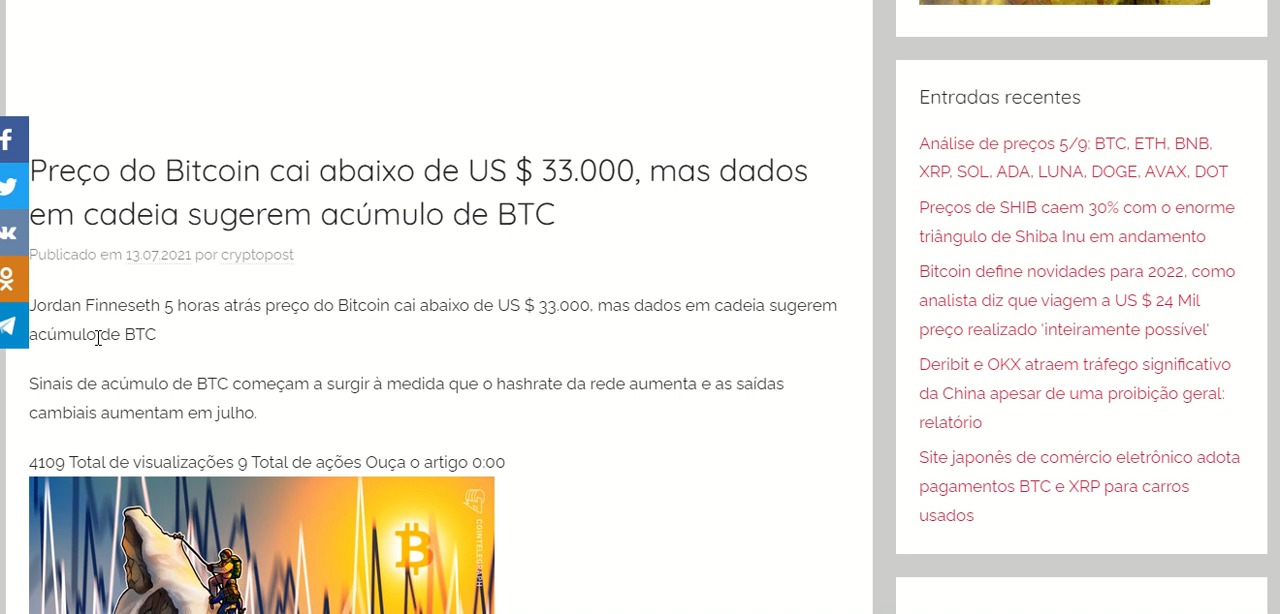 Preço do Bitcoin cai abaixo de US $ 33.000, mas dados
em cadeia sugerem acúmulo de BTC
Publicado em 13.07.2021 por cryptopost
Jordan Finneseth 5 horas atrás preço do Bitcoin cai abaixo de US $ 33.000, mas dados em cadeia sugerem
acúmulo de BTC
Sinais de acúmulo de BTC começam a surgir à medida que o hashrate da rede aumenta e as saídas
cambiais aumentam em julho.
4109 Total de visualizações 9 Total de ações Ouça o artigo 0:00
COINTELEGRAPH
Entradas recentes
Análise de preços 5/9: BTC, ETH, BNB,
XRP, SOL, ADA, LUNA, DOGE, AVAX, DOT
Preços de SHIB caem 30% com o enorme
triângulo de Shiba Inu em andamento
Bitcoin define novidades para 2022, como
analista diz que viagem a US $ 24 Mil
preço realizado 'inteiramente possível'
Deribit e OKX atraem tráfego significativo
da China apesar de uma proibição geral:
relatório
Site japonês de comércio eletrônico adota
pagamentos BTC e XRP para carros
usados